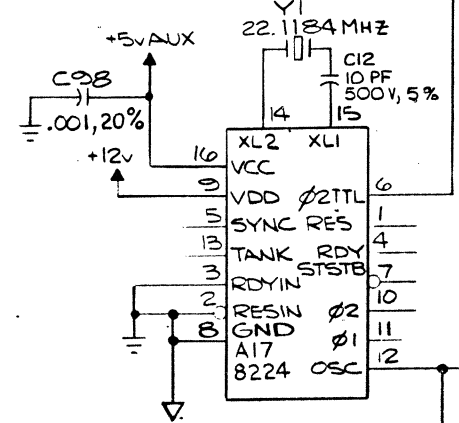 Y1
22.1184 MHZ
+5V AUX
C12
10 PF
500V, 5%
C98
.001, 20%
+12V
14
15
XL2 XL1
16 VCC
9 VDD Ø2TTL 6
5 SYNC RES 1
13 TANK RDY 4
STSTB 7
3 RDYIN
2 RESIN Ø2 10
8 GND
Ø1 11
A17
8224 OSC 12